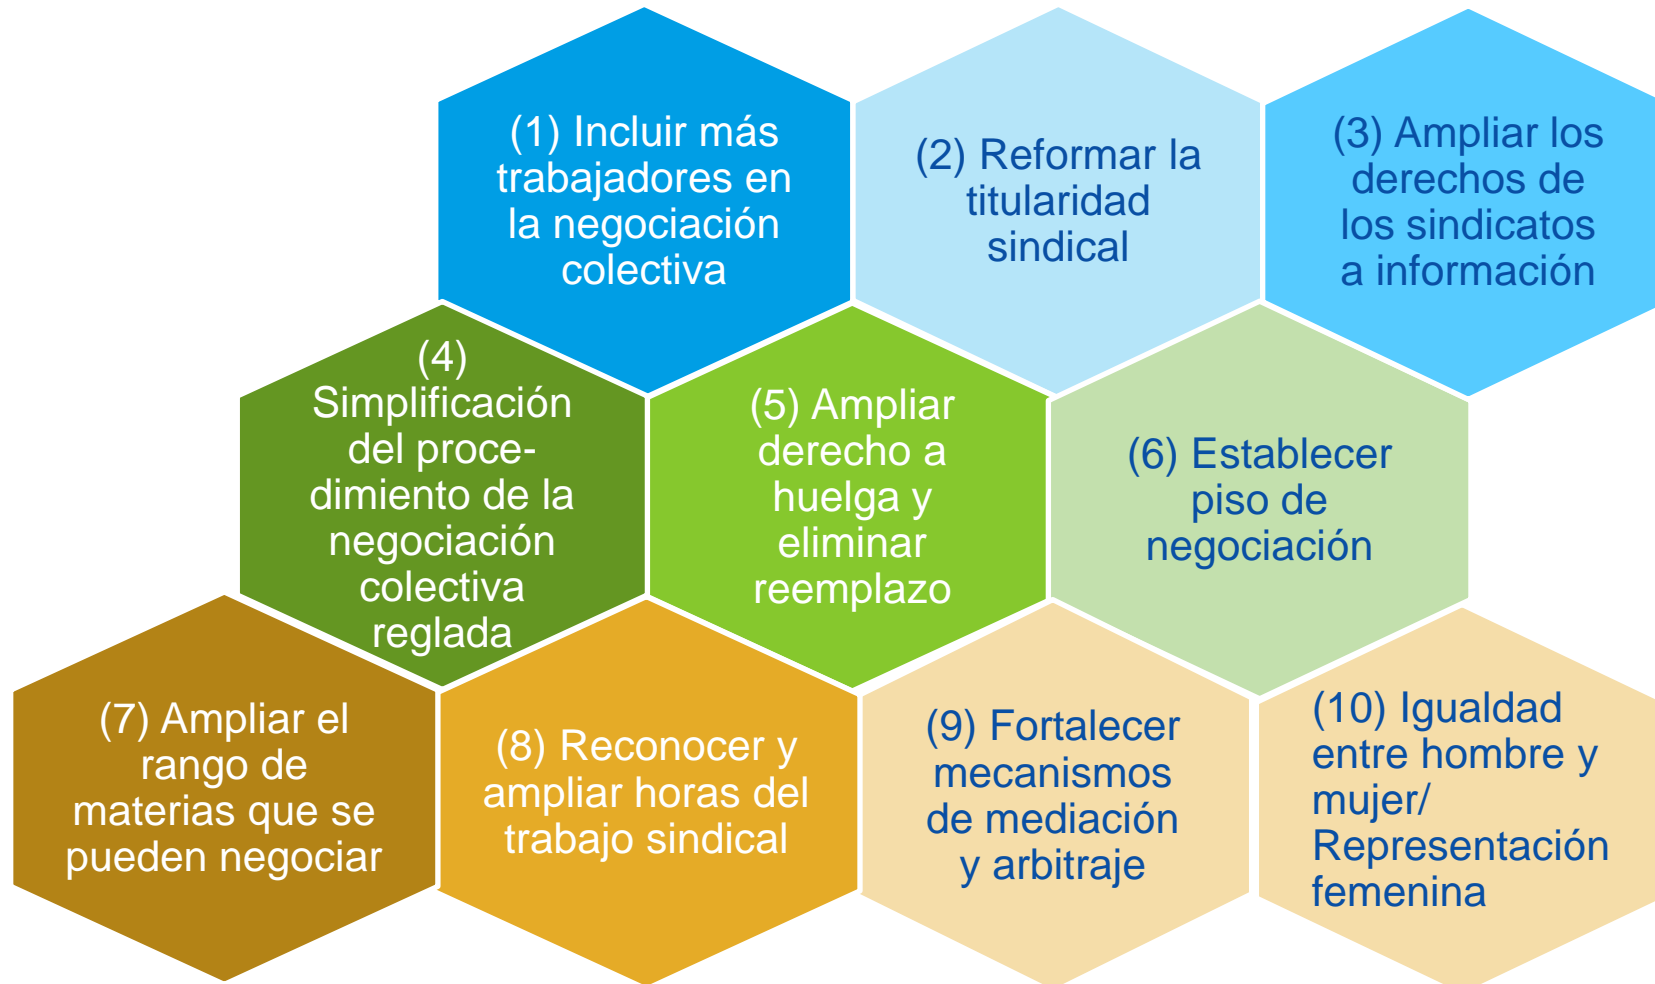 (1) Incluir más
trabajadores en
la negociación
colectiva
(2) Reformar la
titularidad
sindical
(3) Ampliar los
derechos de
los sindicatos
a información
(4)
Simplificación
del proce-
dimiento de la
negociación
colectiva
reglada
(5) Ampliar
derecho a
huelga y
eliminar
reemplazo
(6) Establecer
piso de
negociación
(7) Ampliar el
rango de
materias que se
pueden negociar
(8) Reconocer y
ampliar horas del
trabajo sindical
(9) Fortalecer
mecanismos
de mediación
y arbitraje
(10) Igualdad
entre hombre y
mujer/
Representación
femenina